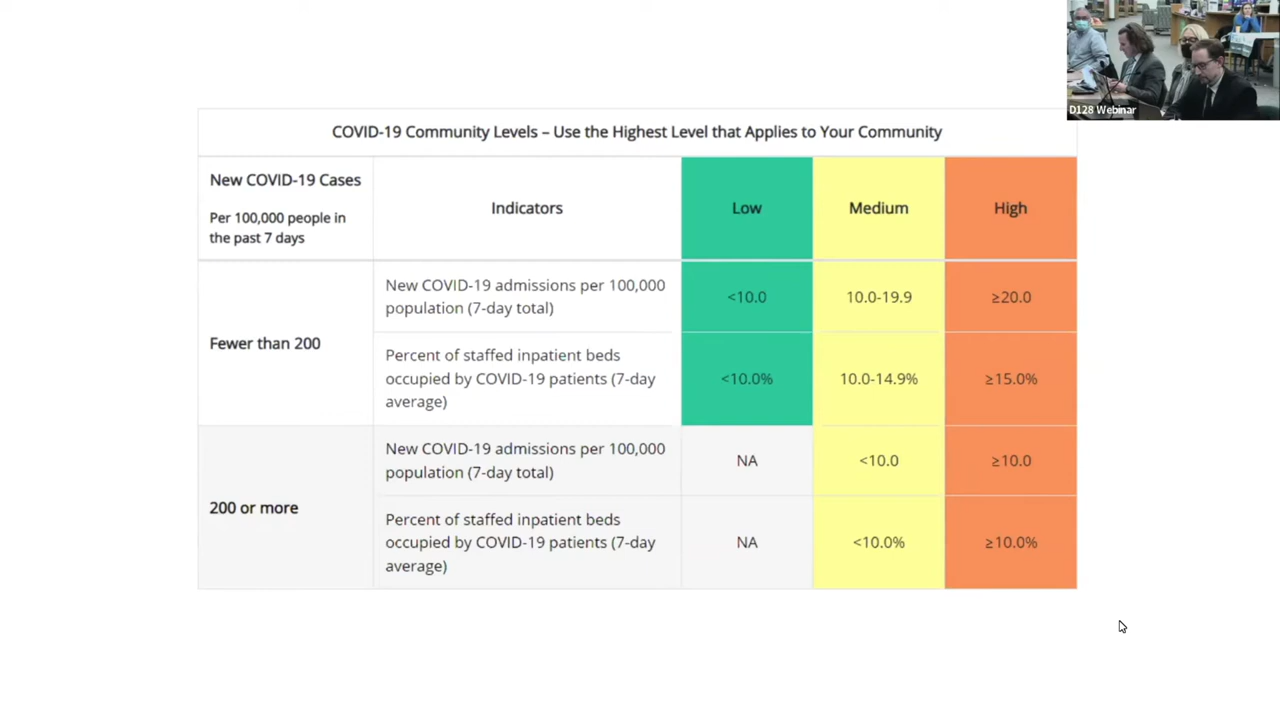 D128 Webinar
COVID-19 Community Levels – Use the Highest Level that Applies to Your Community
New COVID-19 Cases
Per 100,000 people in
the past 7 days
Indicators
Low
Medium
High
Fewer than 200
New COVID-19 admissions per 100,000
population (7-day total)
<10.0
10.0-19.9
≥20.0
Percent of staffed inpatient beds
occupied by COVID-19 patients (7-day
average)
<10.0%
10.0-14.9%
≥15.0%
200 or more
New COVID-19 admissions per 100,000
population (7-day total)
NA
<10.0
≥10.0
Percent of staffed inpatient beds
occupied by COVID-19 patients (7-day
average)
NA
<10.0%
≥10.0%